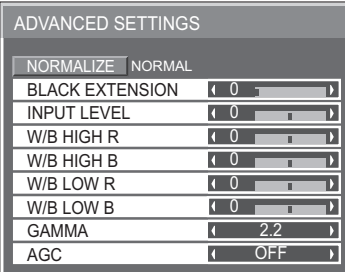 ADVANCED SETTINGS
NORMALIZE NORMAL
BLACK EXTENSION 0
INPUT LEVEL 0
W/B HIGH R 0
W/B HIGH B 0
W/B LOW R 0
W/B LOW B 0
GAMMA 2.2
AGC OFF